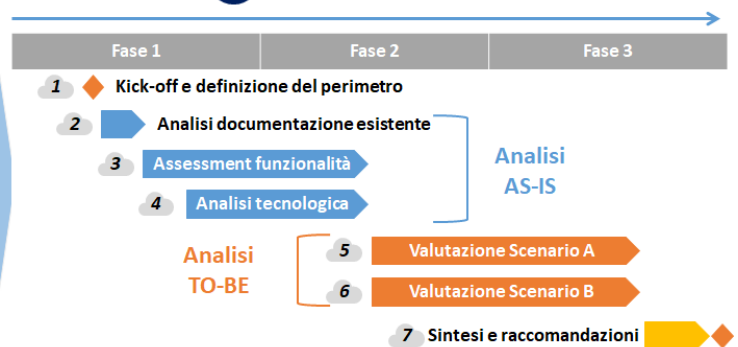 Fase 1
Fase 2
Fase 3
1 Kick-off e definizione del perimetro
2 Analisi documentazione esistente
3 Assessment funzionalità
4 Analisi tecnologica
Analisi
AS-IS
Analisi
TO-BE
5 Valutazione Scenario A
6 Valutazione Scenario B
7 Sintesi e raccomandazioni